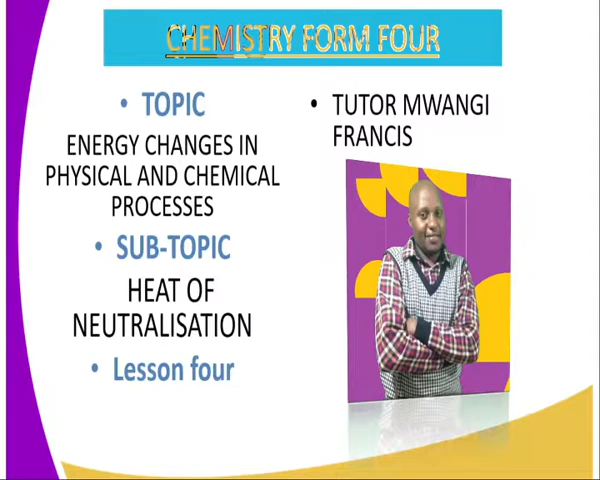 CHEMISTRY FORM FOUR
• TOPIC
ENERGY CHANGES IN
PHYSICAL AND CHEMICAL
PROCESSES
• SUB-TOPIC
HEAT OF
NEUTRALISATION
• Lesson four
• TUTOR MWANGI
FRANCIS